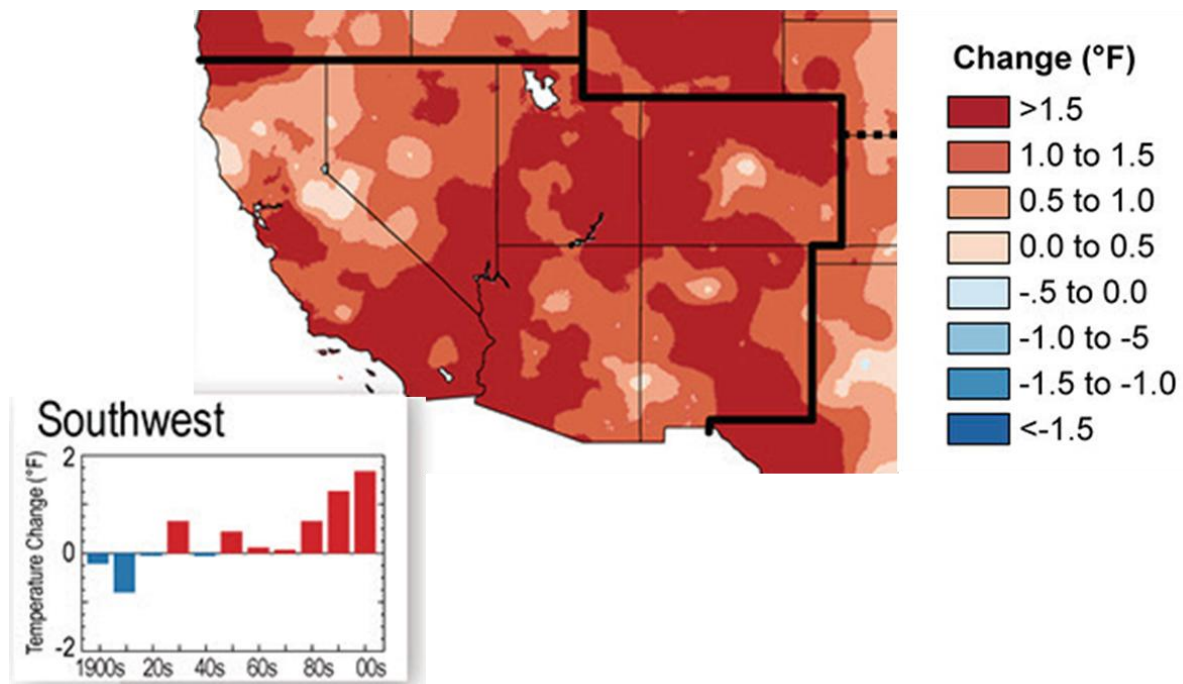 Change (°F)
>1.5
1.0 to 1.5
0.5 to 1.0
0.0 to 0.5
-.5 to 0.0
-1.0 to -5
-1.5 to -1.0
<-1.5
Southwest
Temperature Change (°F)
2
0
-2
1900s 20s 40s 60s 80s 00s